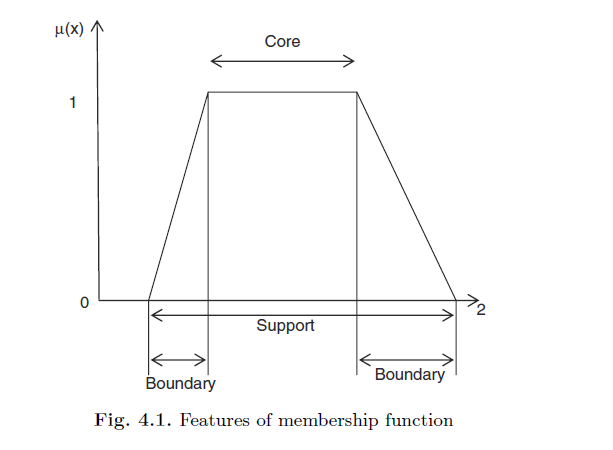 μ(x)
Core
1
0
2
Support
Boundary
Boundary
Fig. 4.1. Features of membership function